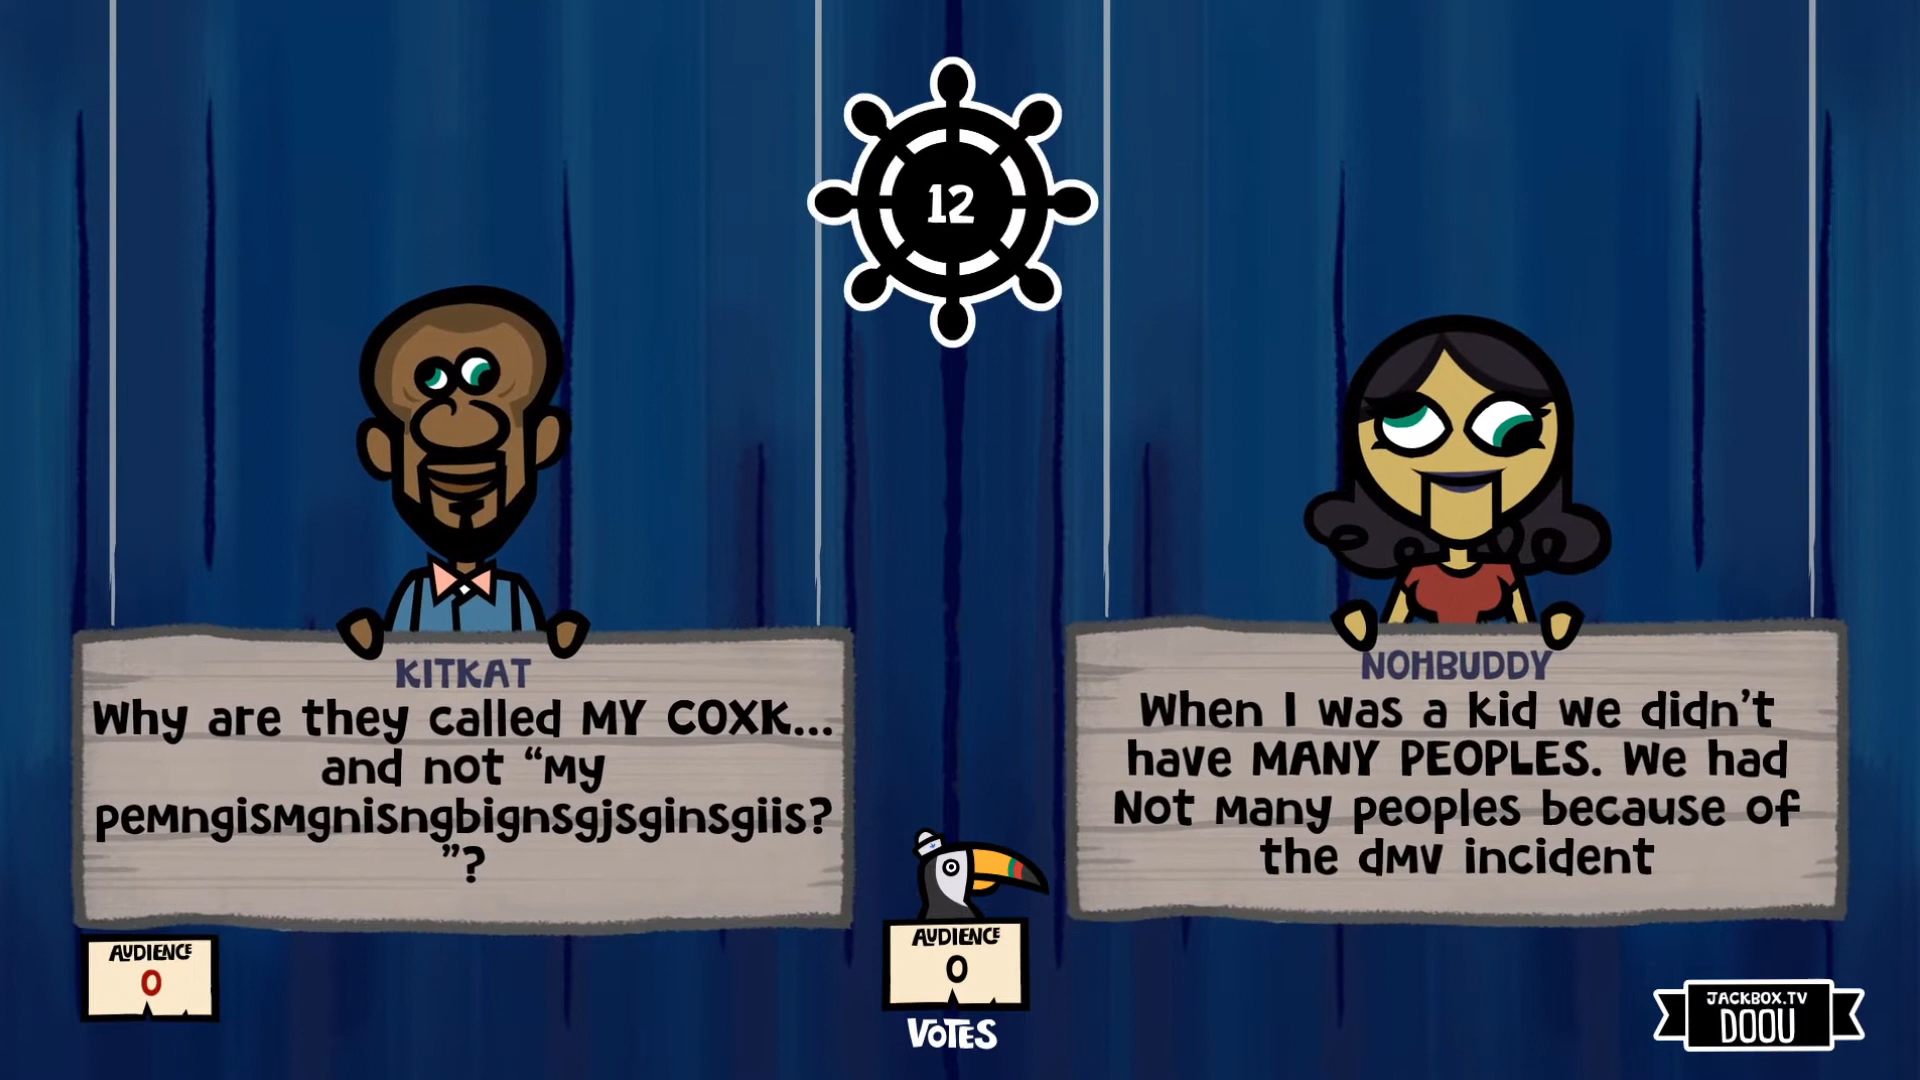 12
KITKAT
Why are they called MY COXK...
and not “my
pemngismgnisngbignsgjsginsgiis?
”?
NOHBUDDY
When I was a kid we didn’t
have MANY PEOPLES. We had
Not many peoples because of
the dmv incident
AUDIENCE
0
AUDIENCE
0
VOTES
JACKBOX.TV
DOOU